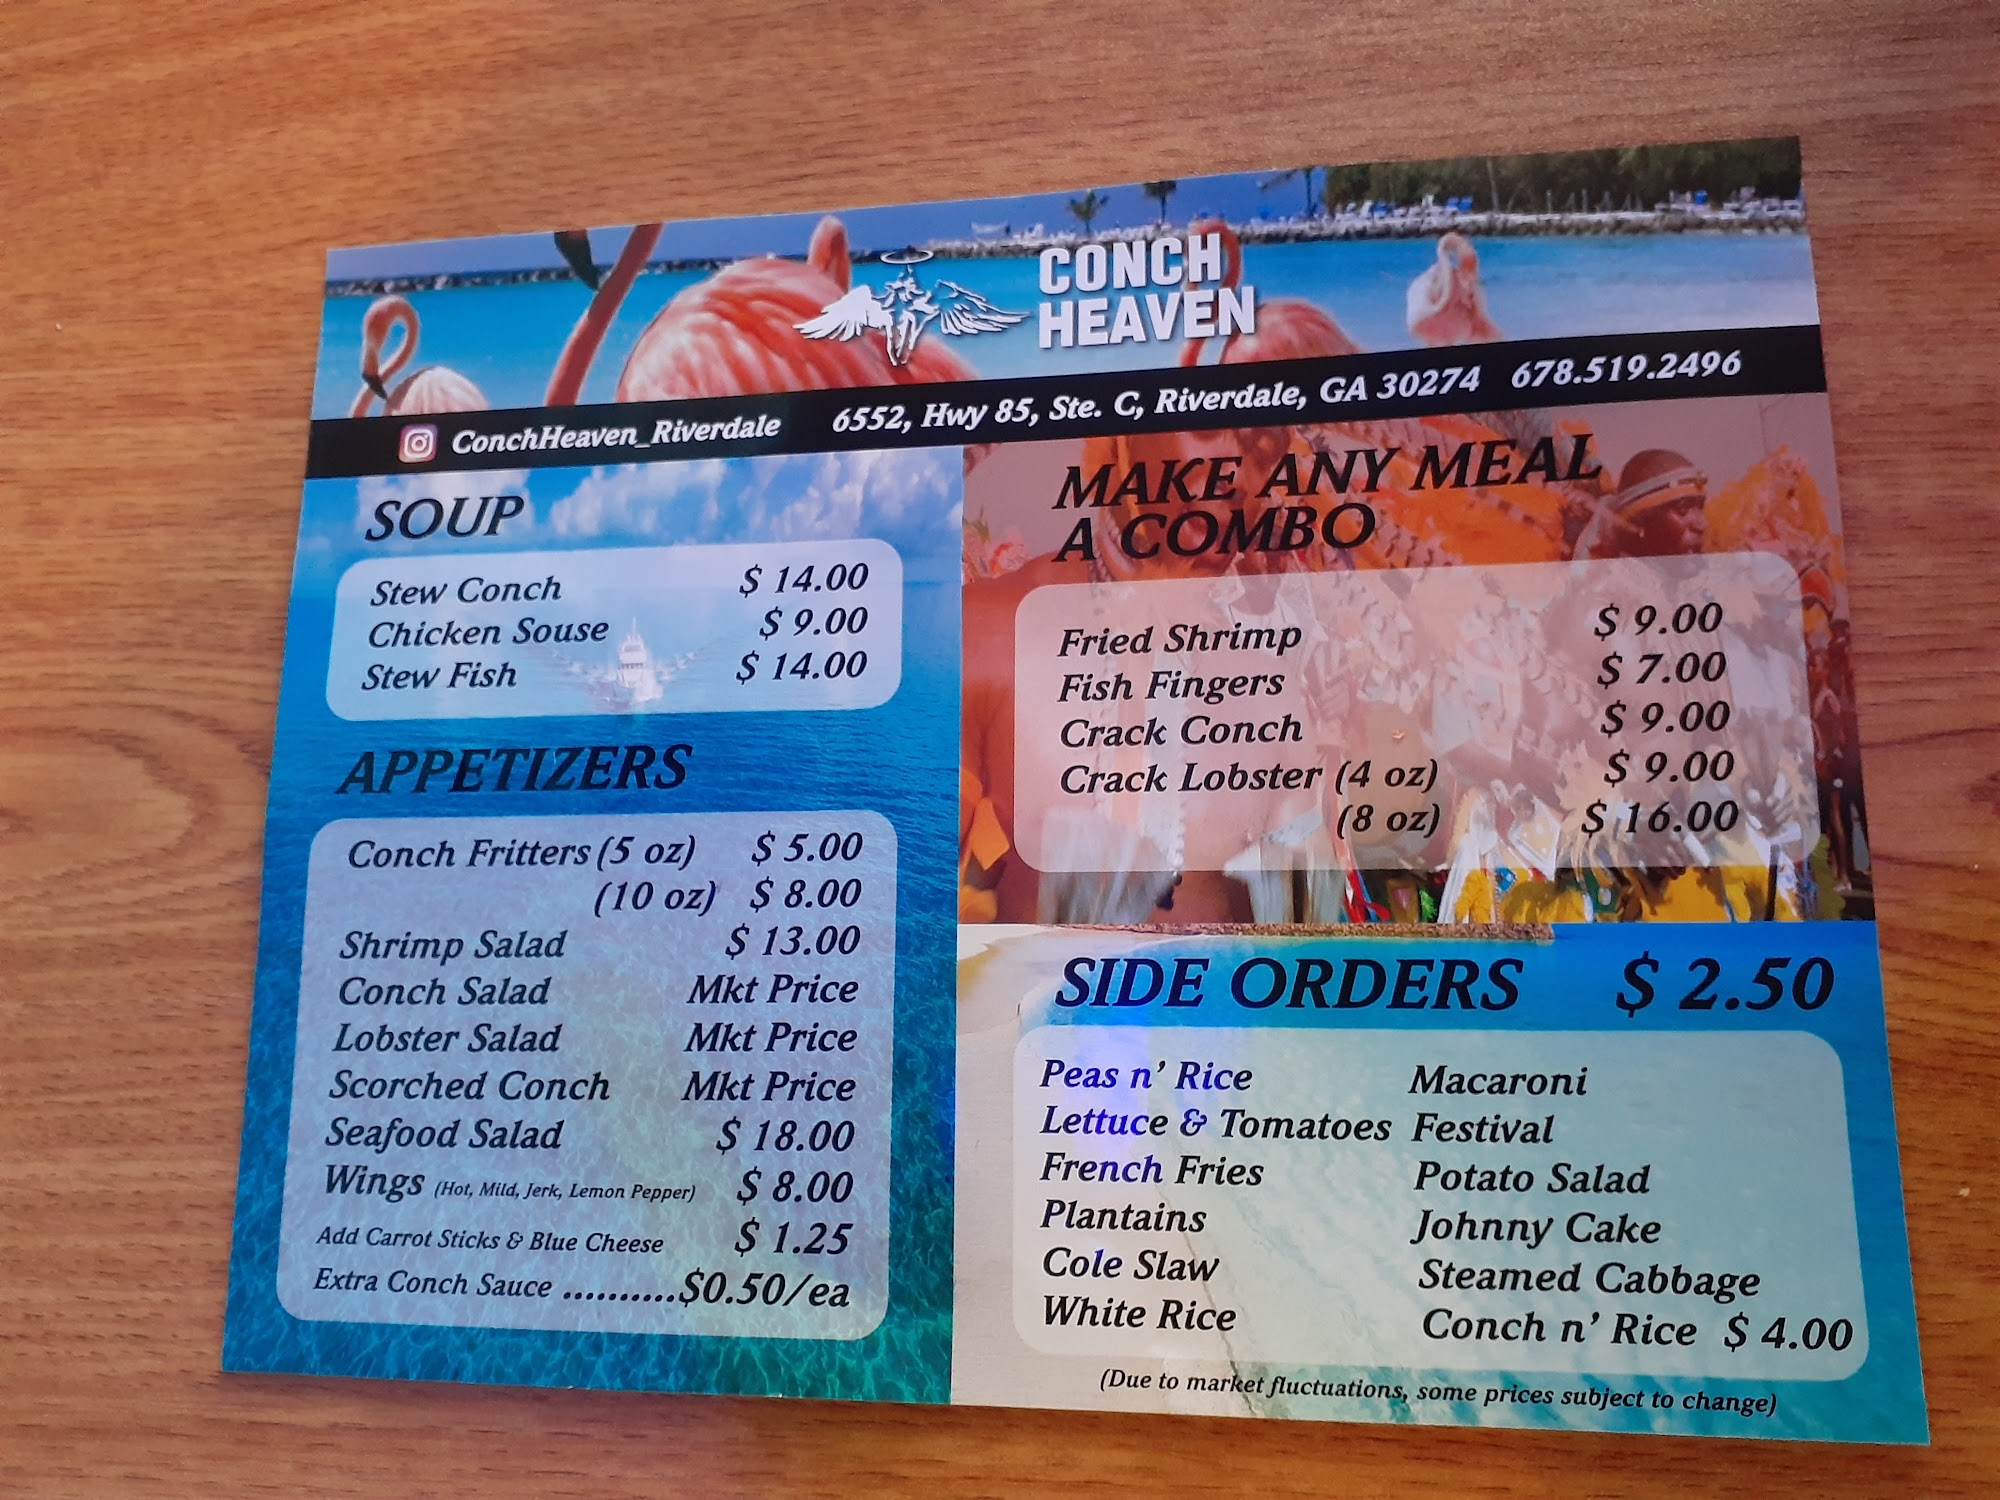 CONCH
HEAVEN
ConchHeaven_Riverdale 6552, Hwy 85, Ste. C, Riverdale, GA 30274 678.519.2496
SOUP
Stew Conch $ 14.00
Chicken Souse $ 9.00
Stew Fish $ 14.00
APPETIZERS
Conch Fritters (5 oz) $ 5.00
(10 oz) $ 8.00
Shrimp Salad $ 13.00
Conch Salad Mkt Price
Lobster Salad Mkt Price
Scorched Conch Mkt Price
Seafood Salad $ 18.00
Wings (Hot, Mild, Jerk, Lemon Pepper) $ 8.00
Add Carrot Sticks & Blue Cheese $ 1.25
Extra Conch Sauce ..........$0.50/ea
MAKE ANY MEAL
A COMBO
Fried Shrimp $ 9.00
Fish Fingers $ 7.00
Crack Conch $ 9.00
Crack Lobster (4 oz) $ 9.00
(8 oz) $ 16.00
SIDE ORDERS $ 2.50
Peas n' Rice Macaroni
Lettuce & Tomatoes Festival
French Fries Potato Salad
Plantains Johnny Cake
Cole Slaw Steamed Cabbage
White Rice Conch n' Rice $ 4.00
(Due to market fluctuations, some prices subject to change)